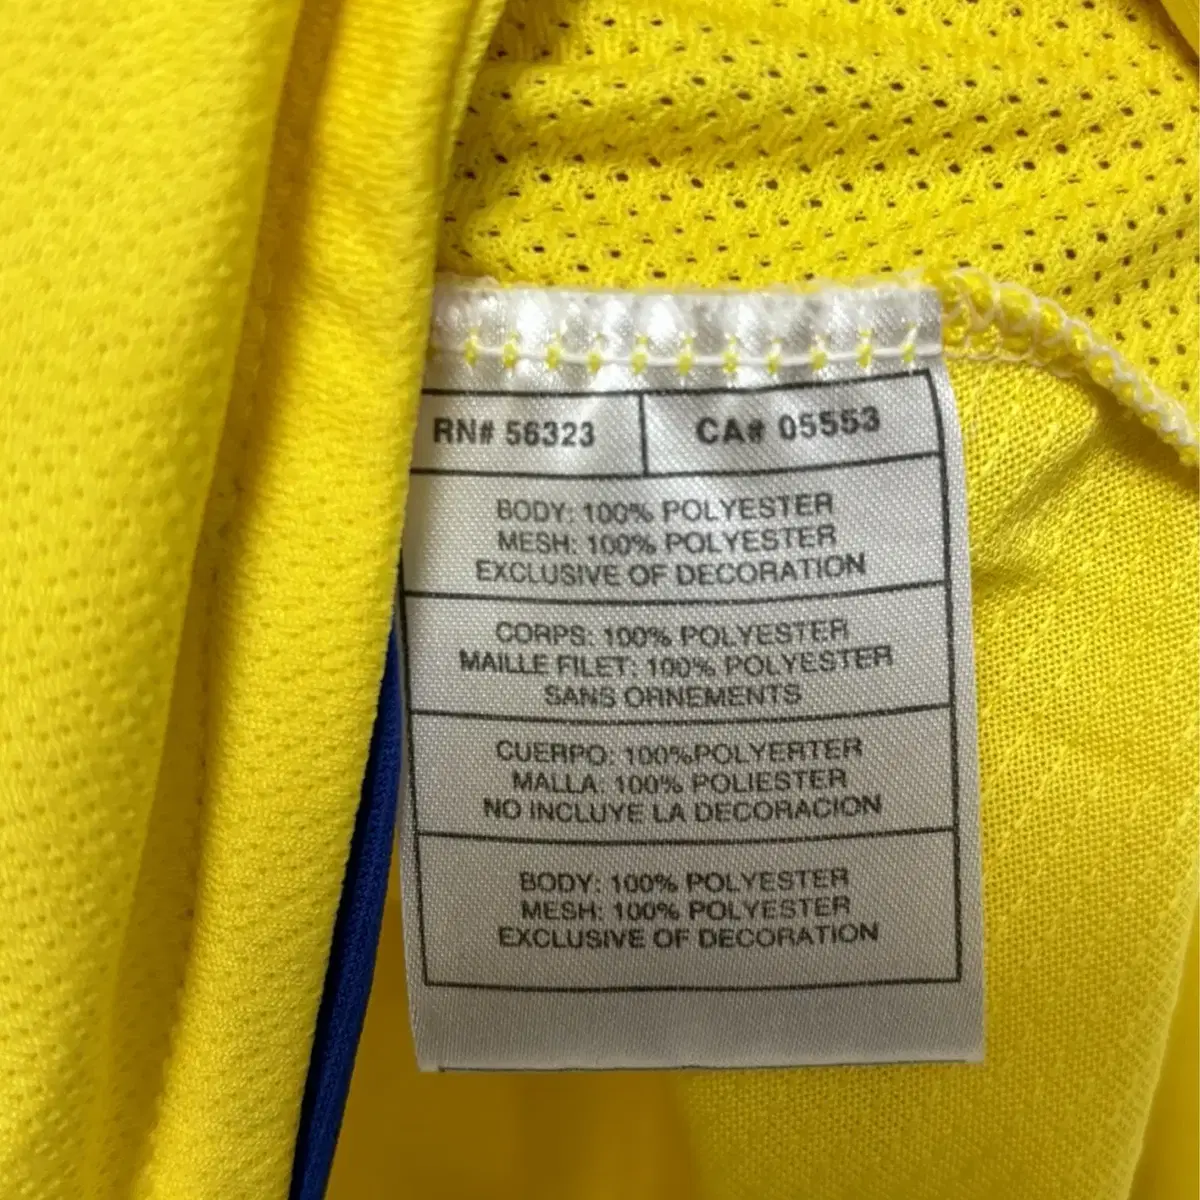 RN# 56323 CA# 05553
BODY: 100% POLYESTER
MESH: 100% POLYESTER
EXCLUSIVE OF DECORATION
CORPS: 100% POLYESTER
MAILLE FILET: 100% POLYESTER
SANS ORNEMENTS
CUERPO: 100%POLYERTER
MALLA: 100% POLIESTER
NO INCLUYE LA DECORACION
BODY: 100% POLYESTER
MESH: 100% POLYESTER
EXCLUSIVE OF DECORATION